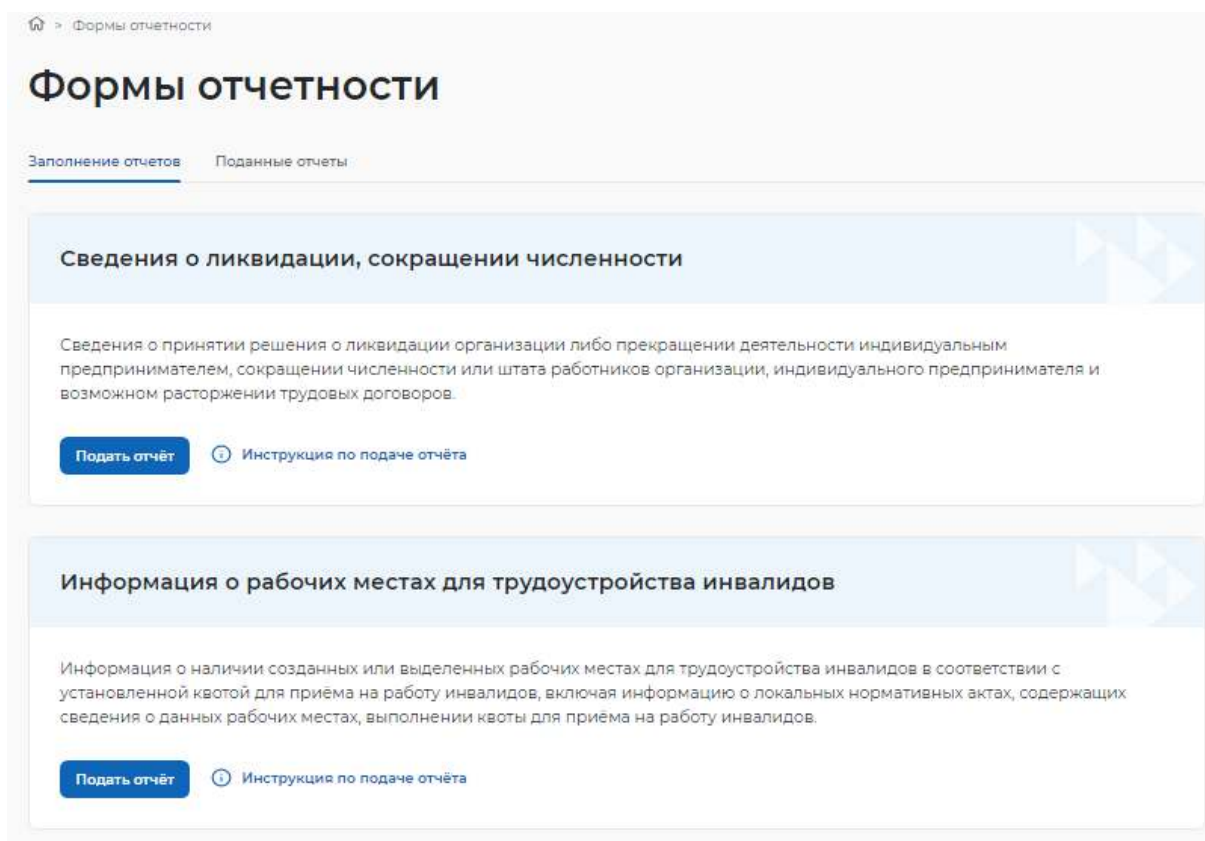 > Формы отчетности
Формы отчетности
Заполнение отчетов Поданные отчеты
Сведения о ликвидации, сокращении численности
Сведения о принятии решения о ликвидации организации либо прекращении деятельности индивидуальным
предпринимателем, сокращении численности или штата работников организации, индивидуального предпринимателя и
возможном расторжении трудовых договоров.
Подать отчёт Инструкция по подаче отчёта
Информация о рабочих местах для трудоустройства инвалидов
Информация о наличии созданных или выделенных рабочих местах для трудоустройства инвалидов в соответствии с
установленной квотой для приёма на работу инвалидов, включая информацию о локальных нормативных актах, содержащих
сведения о данных рабочих местах, выполнении квоты для приёма на работу инвалидов.
Подать отчёт Инструкция по подаче отчёта